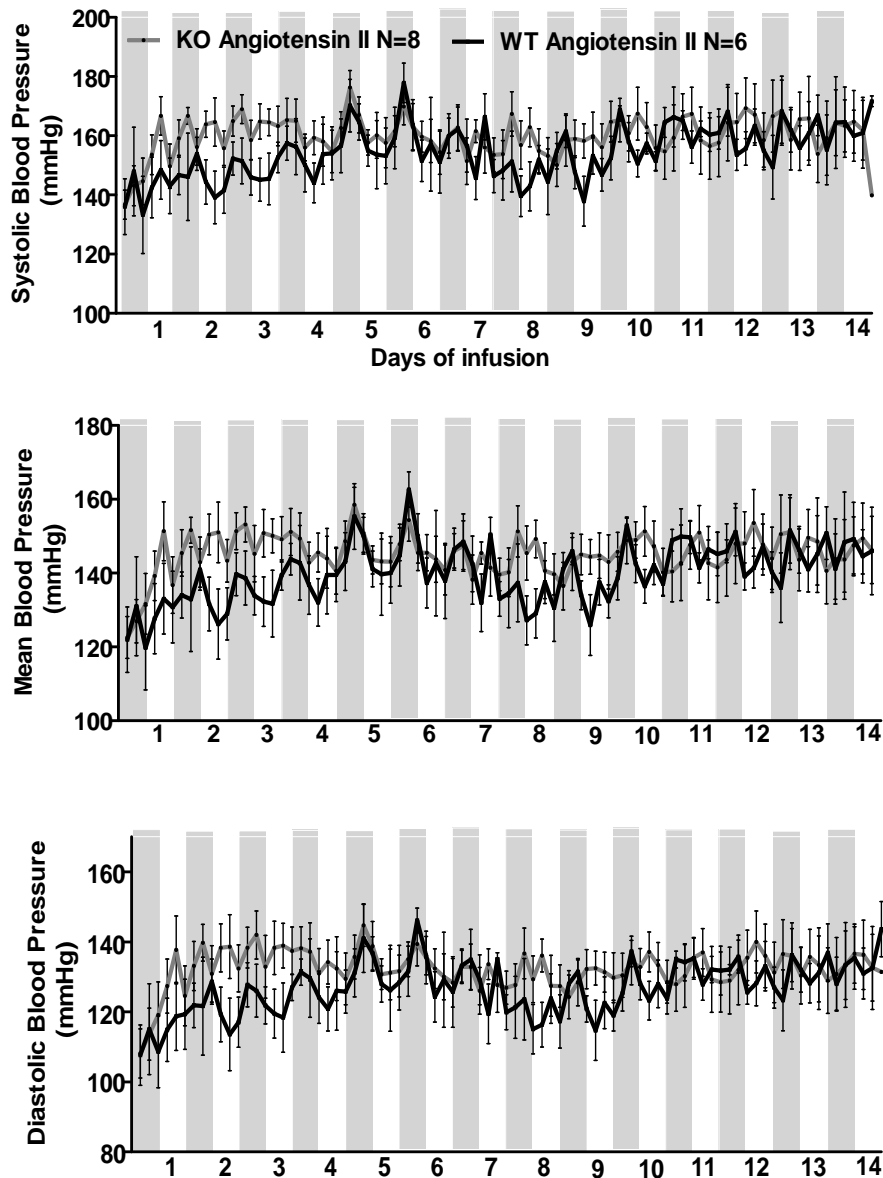 200
KO Angiotensin II N=8 WT Angiotensin II N=6
180
160
140
120
100
Systolic Blood Pressure
(mmHg)
1 2 3 4 5 6 7 8 9 10 11 12 13 14
Days of infusion
180
160
140
120
100
Mean Blood Pressure
(mmHg)
1 2 3 4 5 6 7 8 9 10 11 12 13 14
160
140
120
100
80
Diastolic Blood Pressure
(mmHg)
1 2 3 4 5 6 7 8 9 10 11 12 13 14